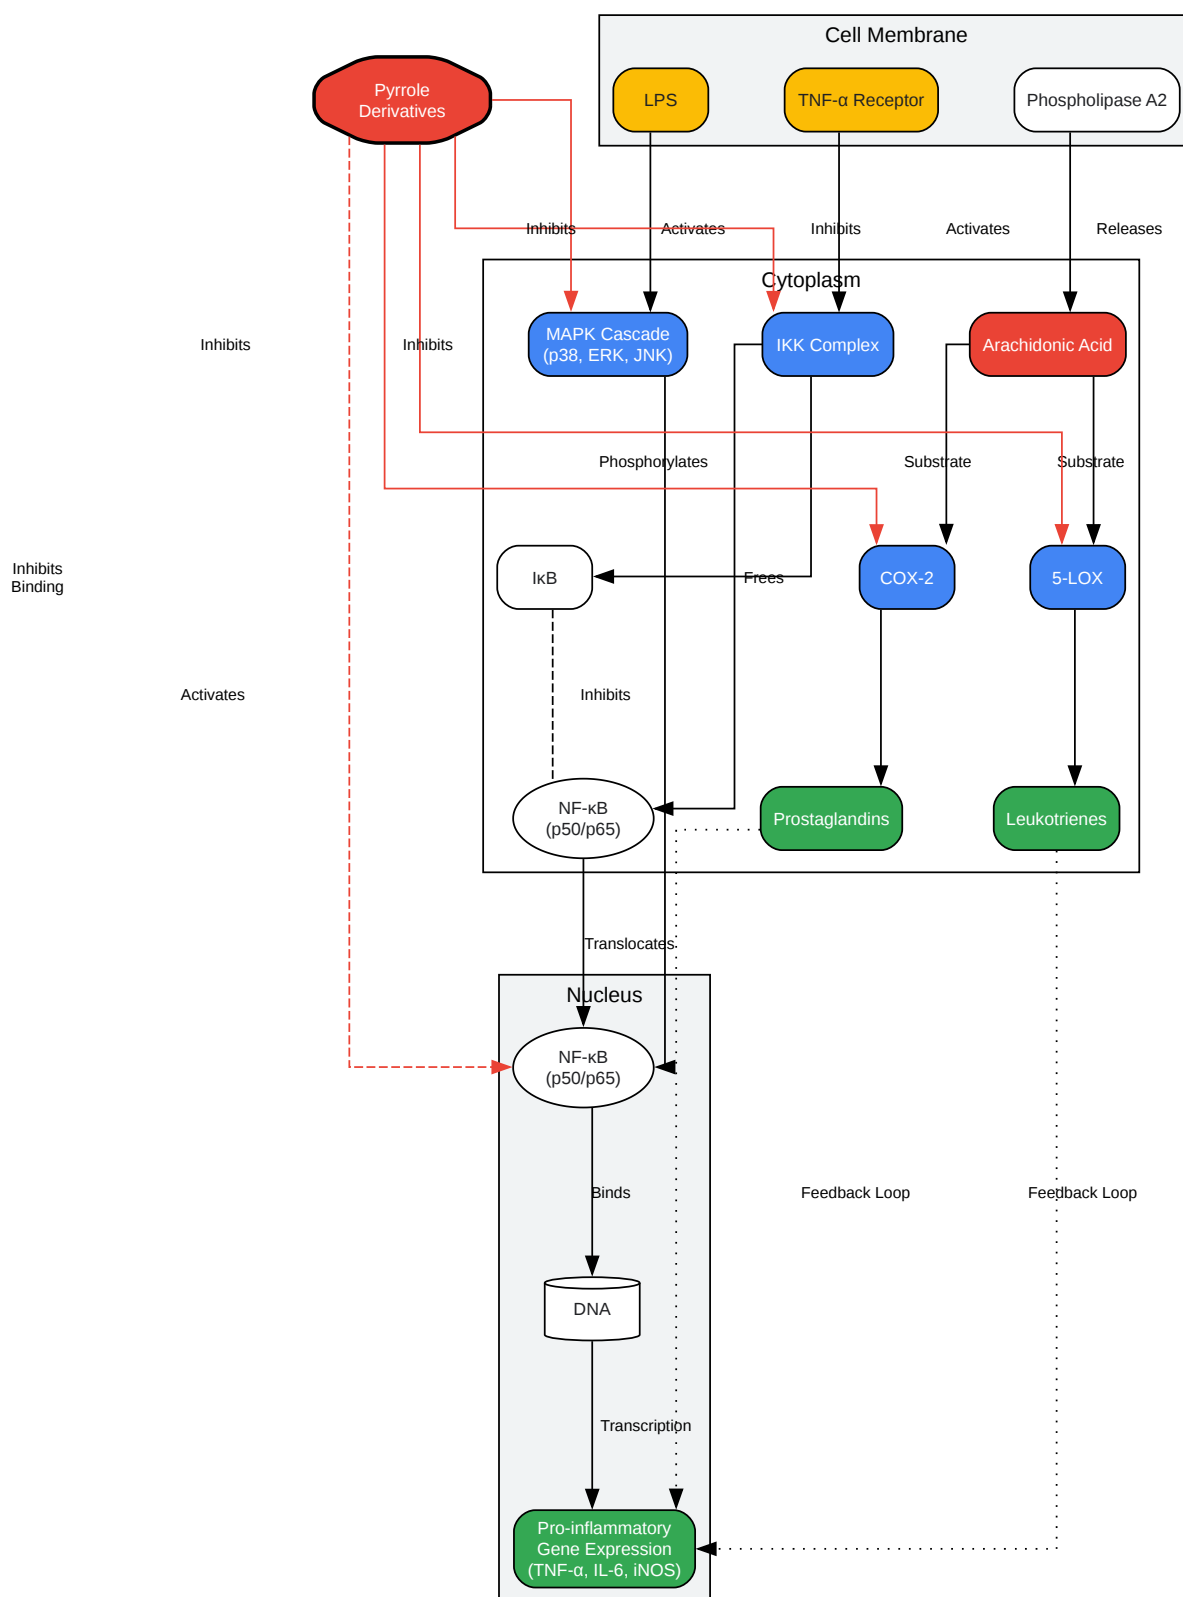 Cell Membrane
Pyrrole
Derivatives
LPS
TNF-α Receptor
Phospholipase A2
Inhibits
Activates
Inhibits
Activates
Releases
Cytoplasm
MAPK Cascade
(p38, ERK, JNK)
IKK Complex
Arachidonic Acid
Inhibits
Inhibits
Phosphorylates
Substrate
Substrate
Inhibits
Binding
IκB
Frees
COX-2
5-LOX
Activates
Inhibits
NF-κB
(p50/p65)
Prostaglandins
Leukotrienes
Translocates
Nucleus
NF-κB
(p50/p65)
Binds
Feedback Loop
Feedback Loop
DNA
Transcription
Pro-inflammatory
Gene Expression
(TNF-α, IL-6, iNOS)